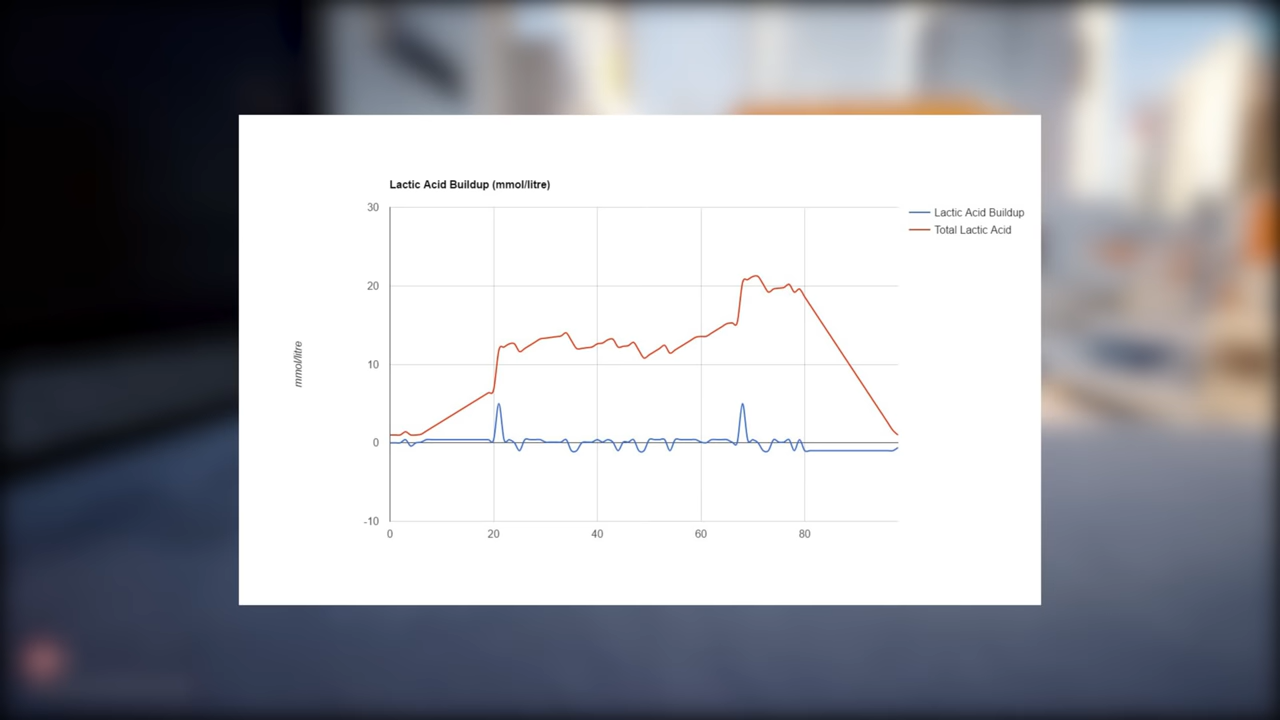 Lactic Acid Buildup (mmol/litre)
30
20
10
0
-10
mmol/litre
0
20
40
60
80
Lactic Acid Buildup
Total Lactic Acid